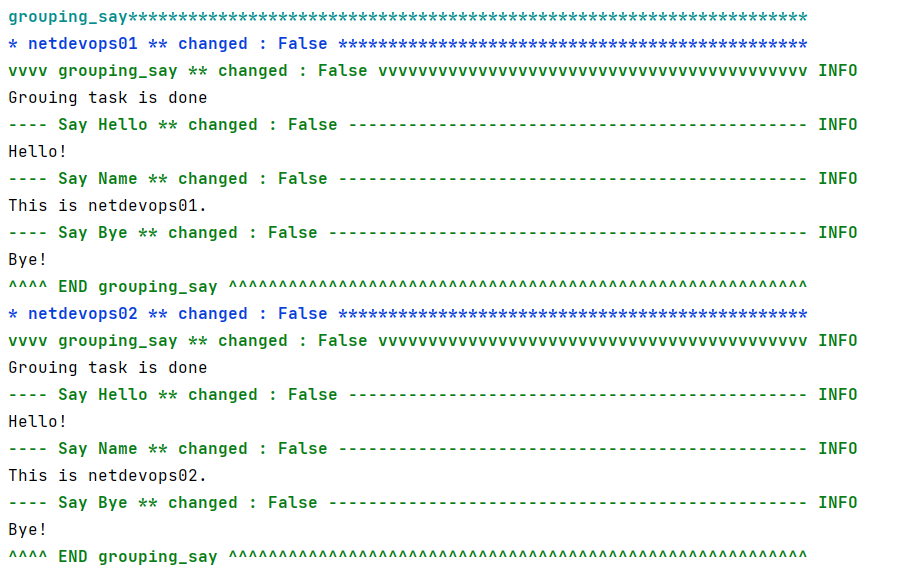 grouping_say********************************************************************
* netdevops01 ** changed : False ***********************************************
vvvv grouping_say ** changed : False vvvvvvvvvvvvvvvvvvvvvvvvvvvvvvvvvvvvvvvvvvv INFO
Grouing task is done
---- Say Hello ** changed : False ---------------------------------------------- INFO
Hello!
---- Say Name ** changed : False ----------------------------------------------- INFO
This is netdevops01.
---- Say Bye ** changed : False ------------------------------------------------ INFO
Bye!
^^^^ END grouping_say ^^^^^^^^^^^^^^^^^^^^^^^^^^^^^^^^^^^^^^^^^^^^^^^^^^^^^^^^^^
* netdevops02 ** changed : False ***********************************************
vvvv grouping_say ** changed : False vvvvvvvvvvvvvvvvvvvvvvvvvvvvvvvvvvvvvvvvvvv INFO
Grouing task is done
---- Say Hello ** changed : False ---------------------------------------------- INFO
Hello!
---- Say Name ** changed : False ----------------------------------------------- INFO
This is netdevops02.
---- Say Bye ** changed : False ------------------------------------------------ INFO
Bye!
^^^^ END grouping_say ^^^^^^^^^^^^^^^^^^^^^^^^^^^^^^^^^^^^^^^^^^^^^^^^^^^^^^^^^^